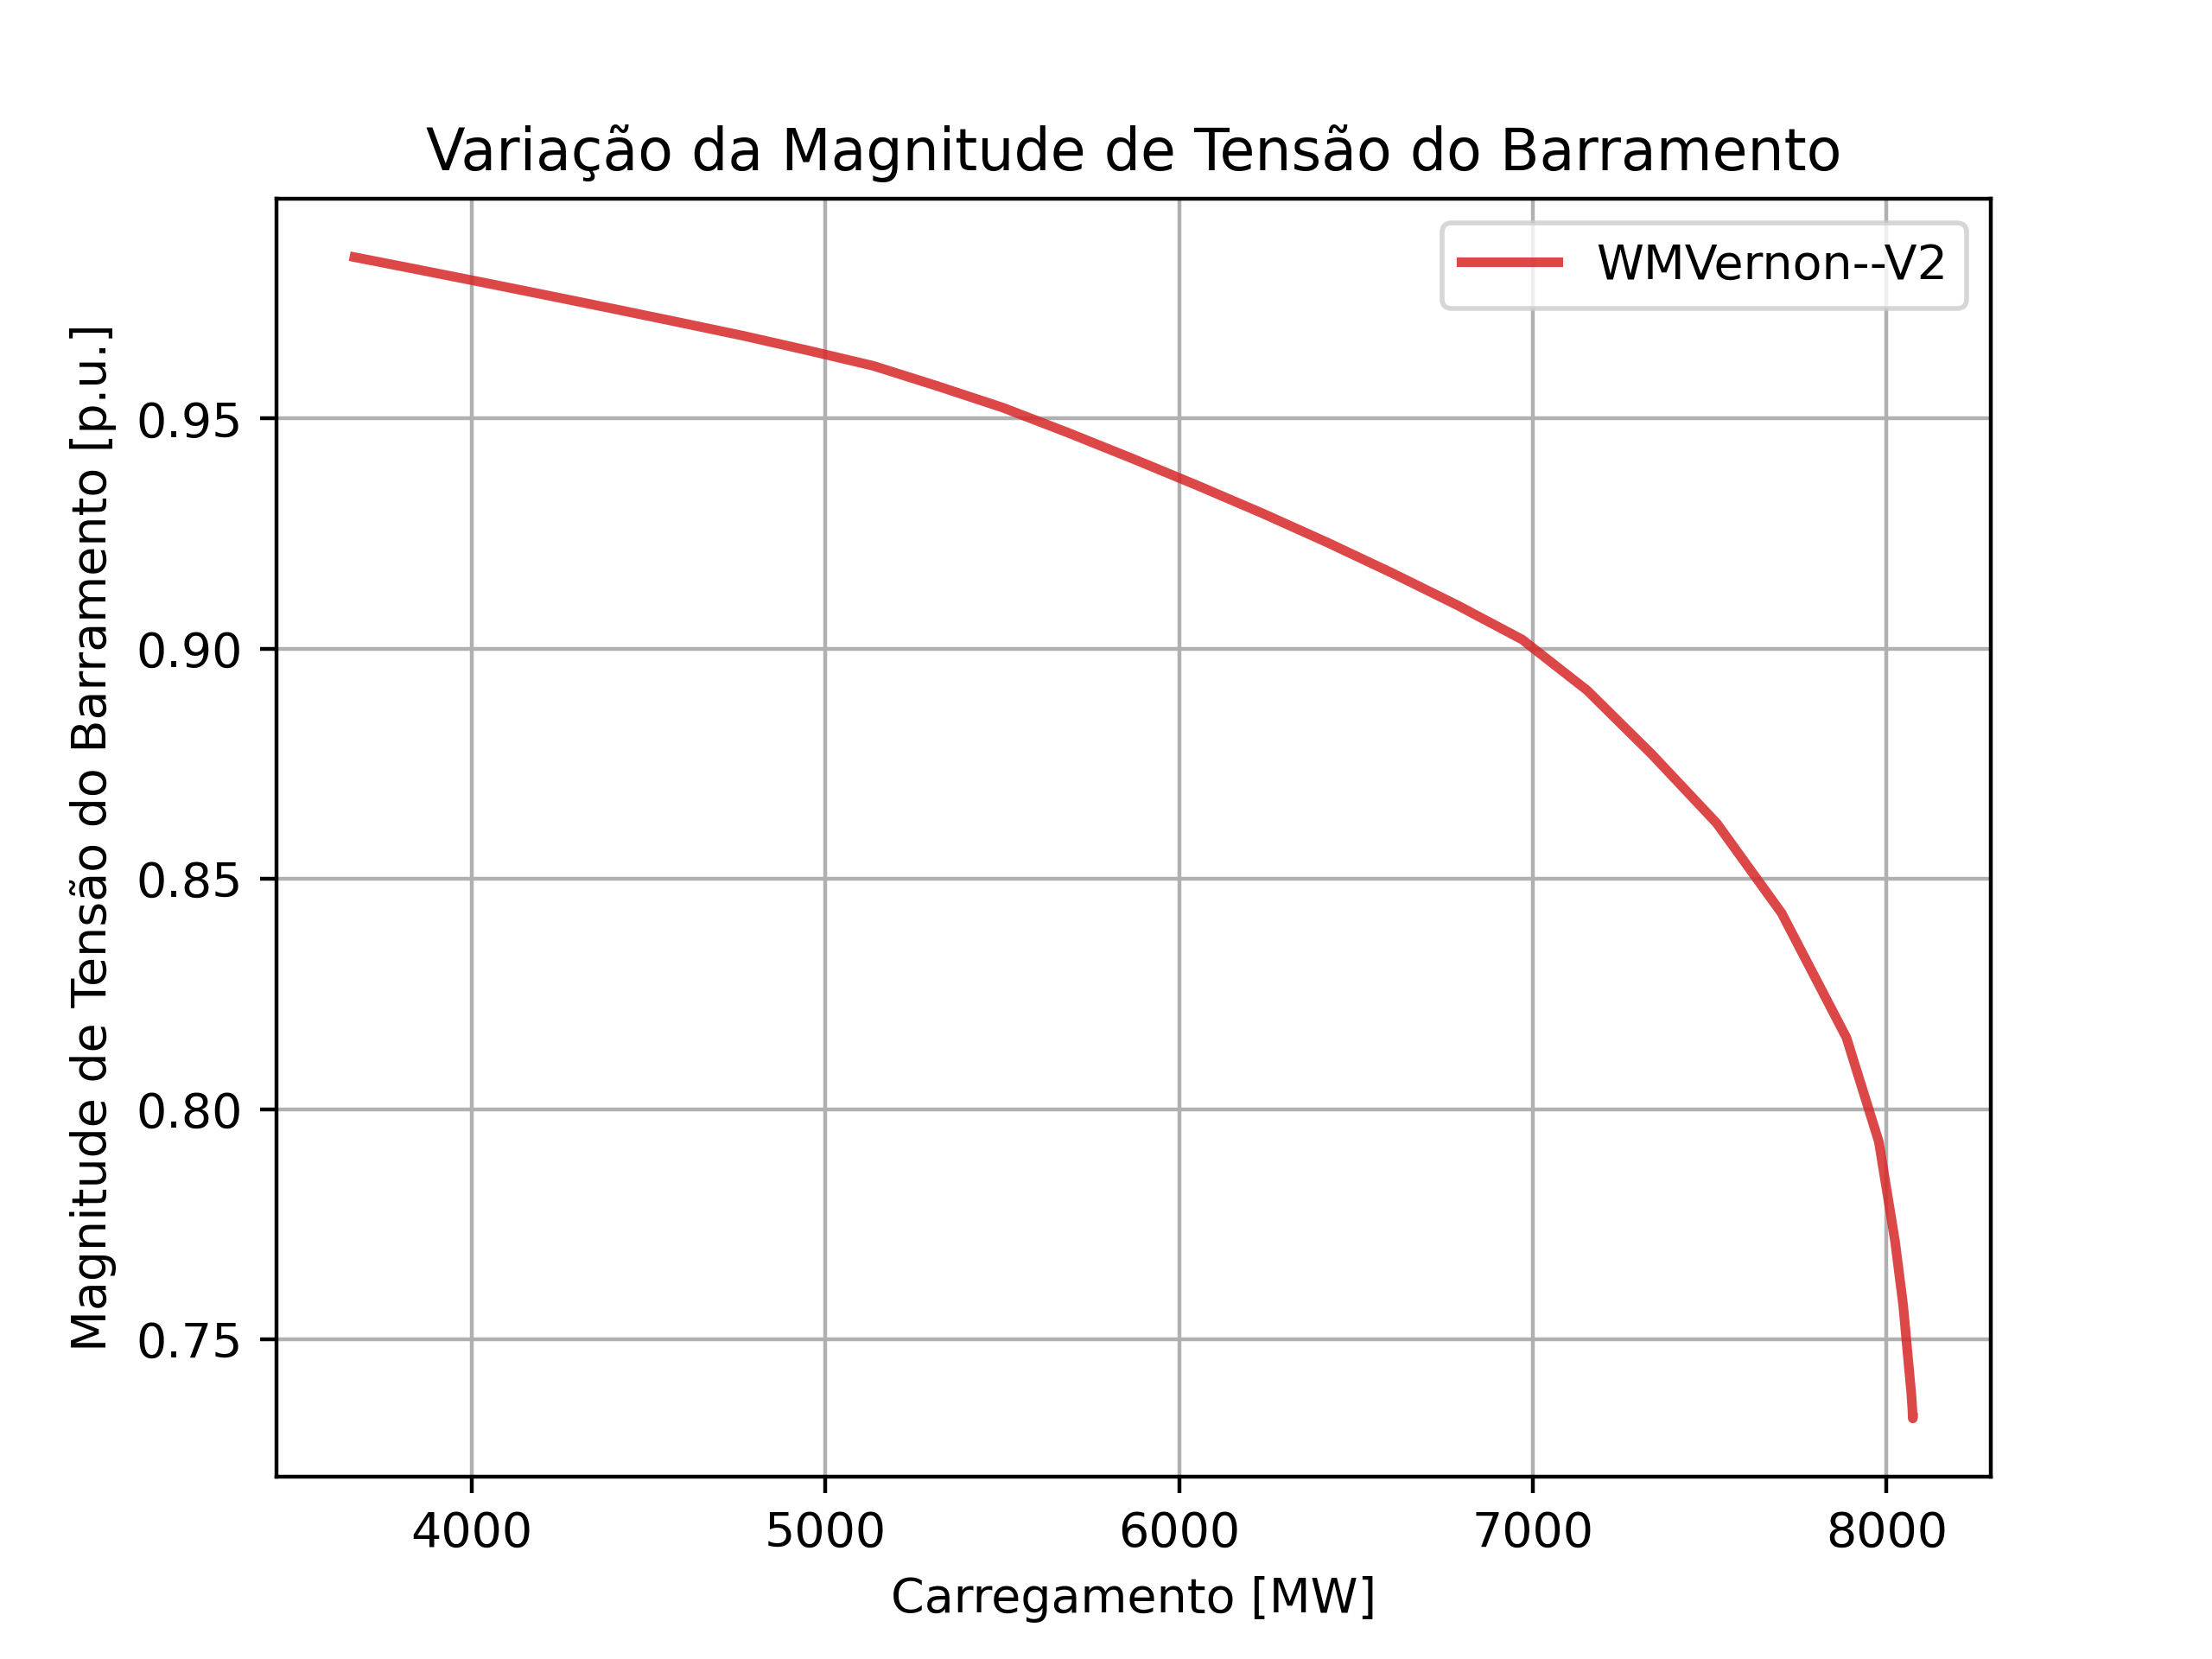 Variação da Magnitude de Tensão do Barramento
WMVernon--V2
Magnitude de Tensão do Barramento [p.u.]
0.95
0.90
0.85
0.80
0.75
4000 5000 6000 7000 8000
Carregamento [MW]